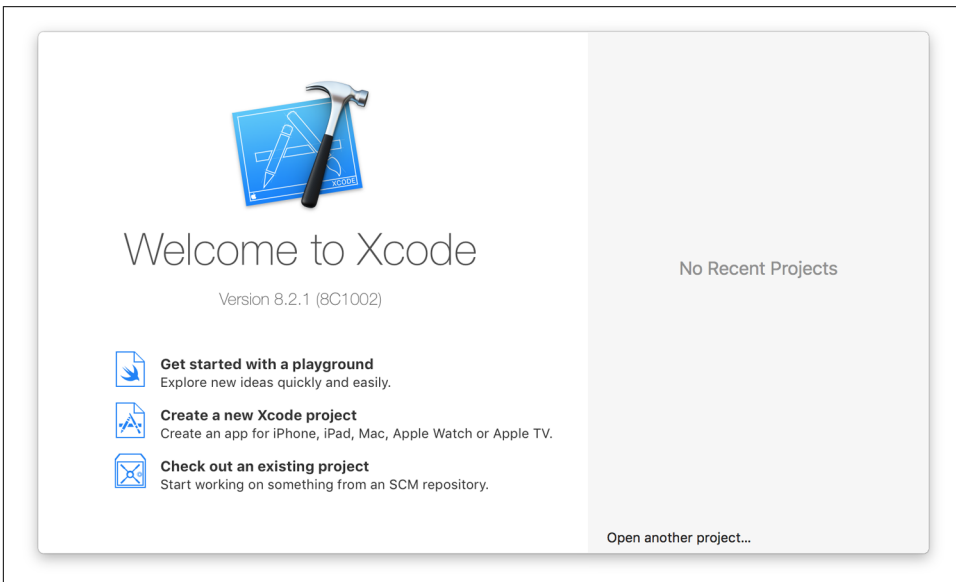 XCODE
Welcome to Xcode
Version 8.2.1 (8C1002)
Get started with a playground
Explore new ideas quickly and easily.
Create a new Xcode project
Create an app for iPhone, iPad, Mac, Apple Watch or Apple TV.
Check out an existing project
Start working on something from an SCM repository.
No Recent Projects
Open another project...